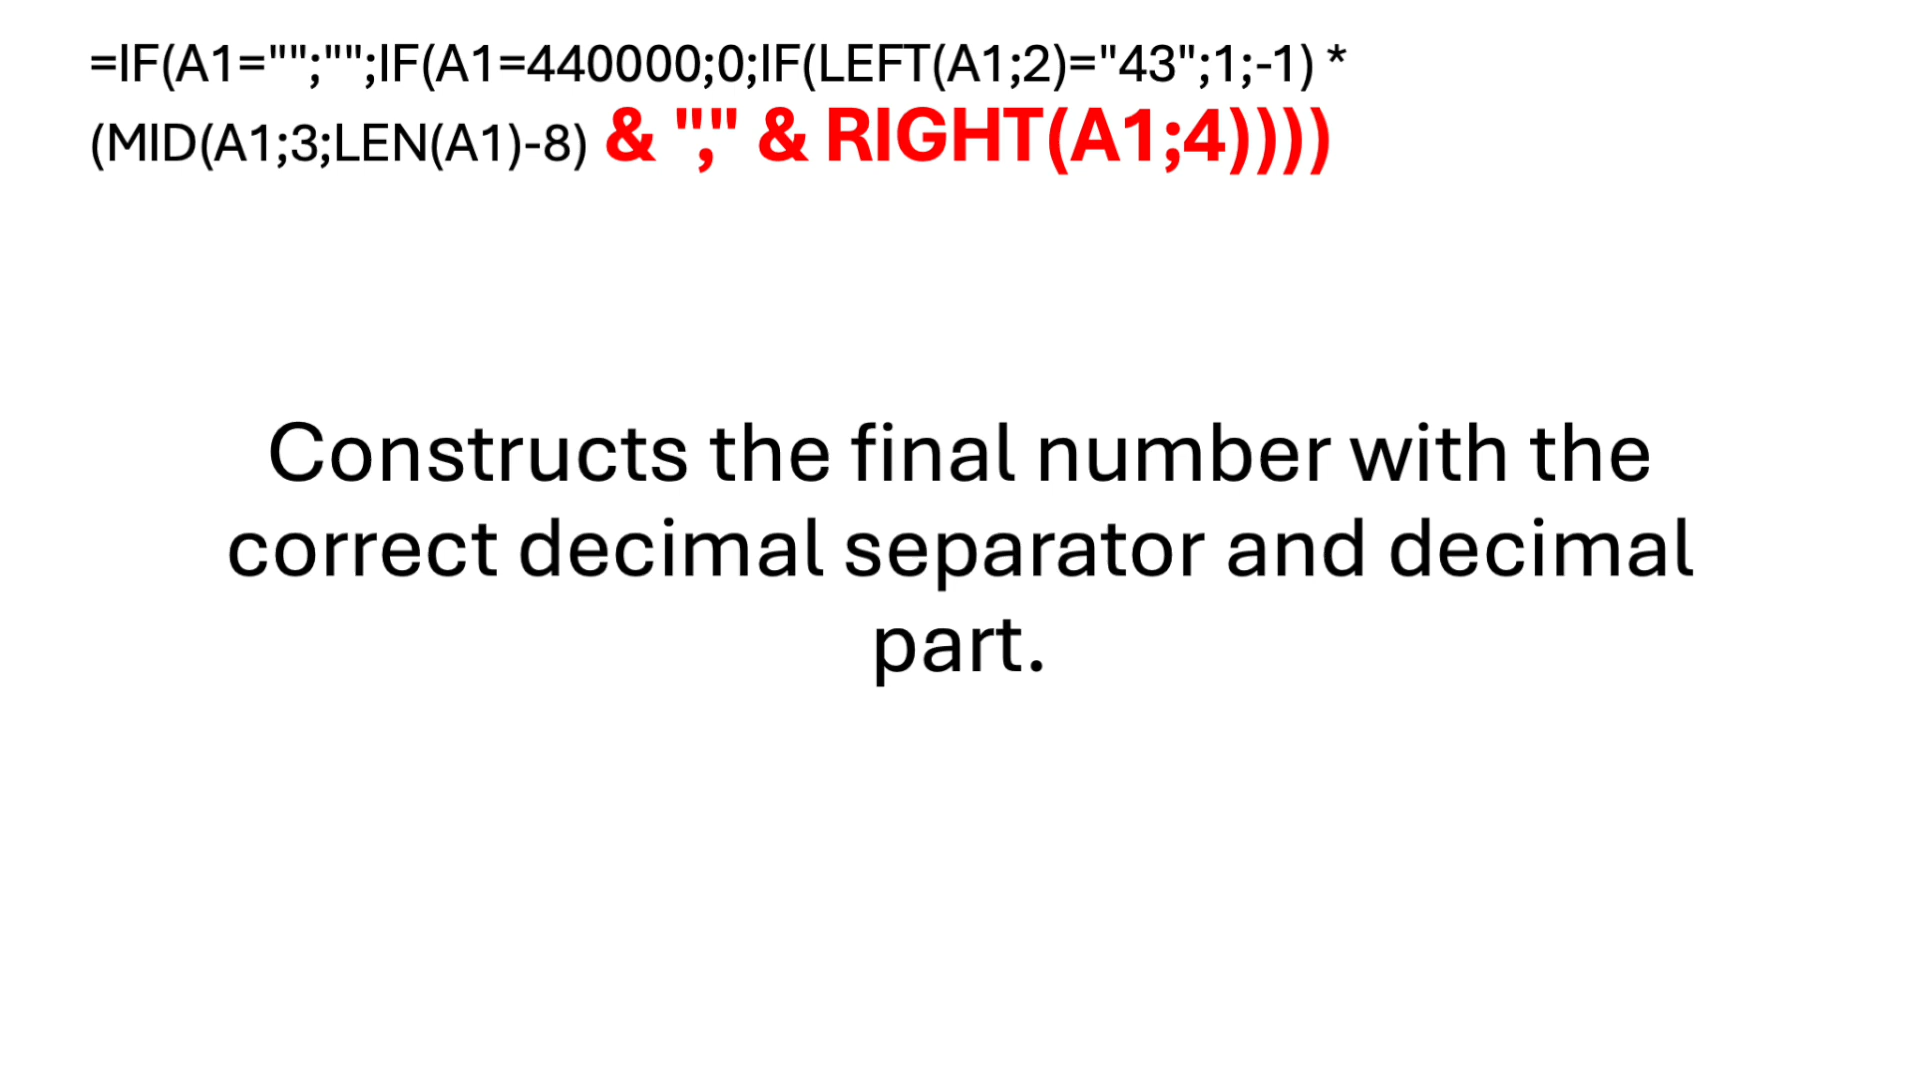 =IF(A1="";"";IF(A1=440000;0;IF(LEFT(A1;2)="43";1;-1) *
(MID(A1;3;LEN(A1)-8) & "," & RIGHT(A1;4))))
Constructs the final number with the
correct decimal separator and decimal
part.